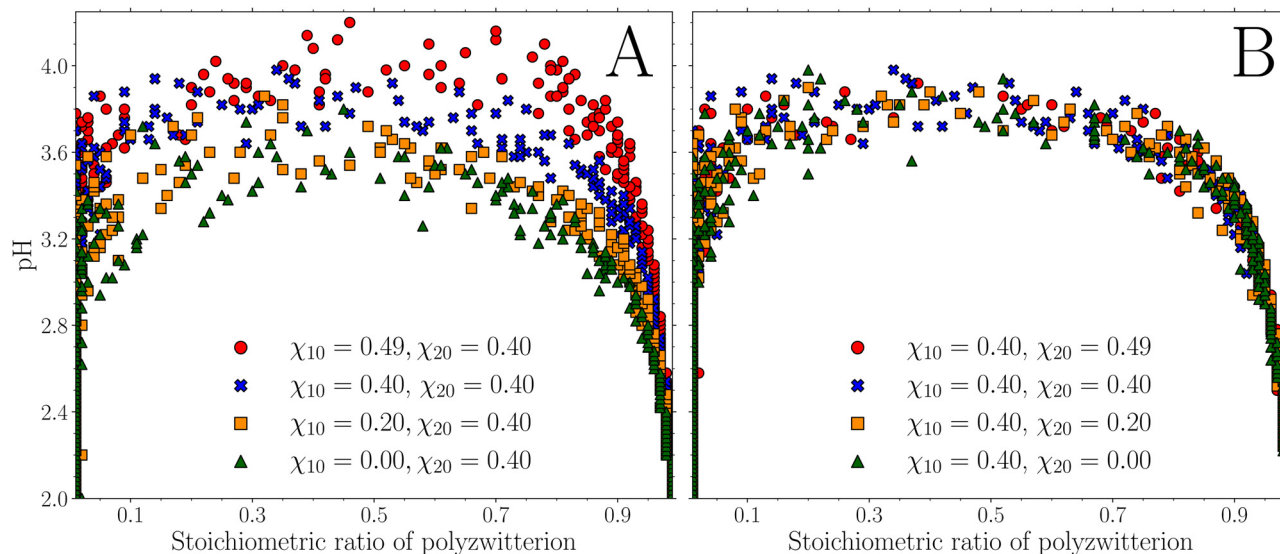 A
B
pH
4.0
3.6
3.2
2.8
2.4
2.0
χ10 = 0.49, χ20 = 0.40
χ10 = 0.40, χ20 = 0.40
χ10 = 0.20, χ20 = 0.40
χ10 = 0.00, χ20 = 0.40
χ10 = 0.40, χ20 = 0.49
χ10 = 0.40, χ20 = 0.40
χ10 = 0.40, χ20 = 0.20
χ10 = 0.40, χ20 = 0.00
0.1 0.3 0.5 0.7 0.9
0.1 0.3 0.5 0.7 0.9
Stoichiometric ratio of polyzwitterion
Stoichiometric ratio of polyzwitterion